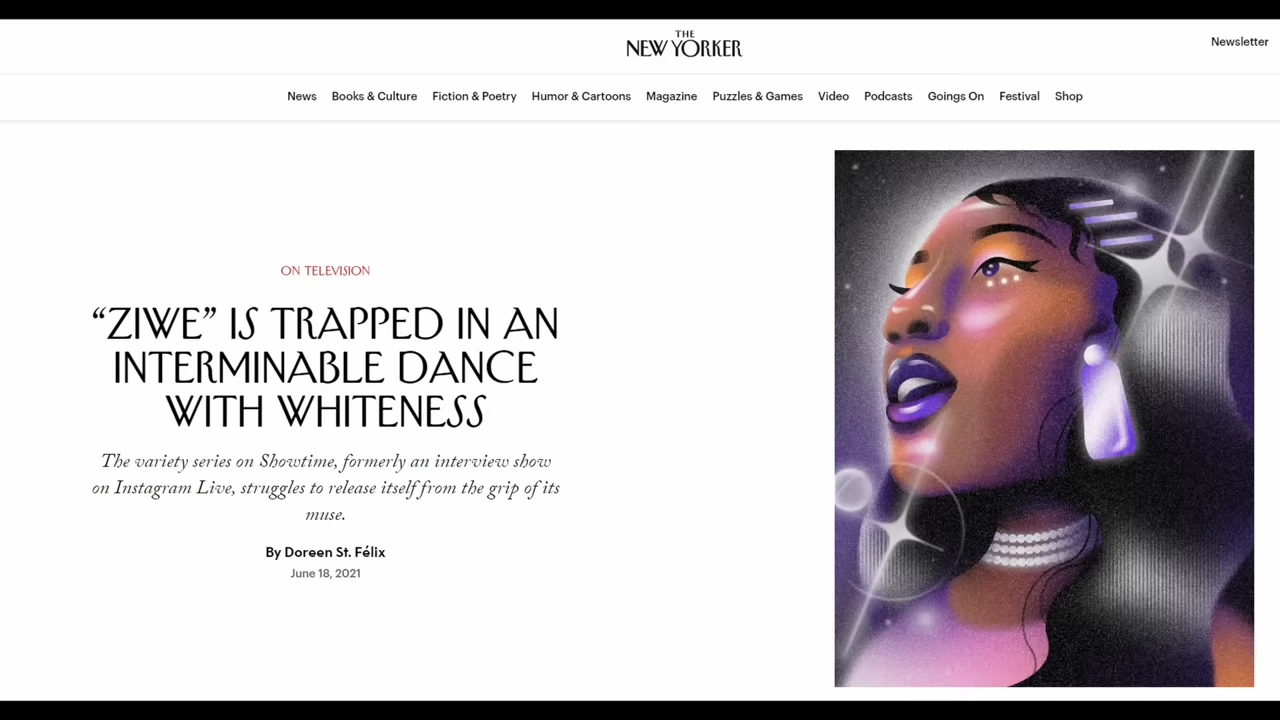 THE
NEW YORKER
Newsletter
News Books & Culture Fiction & Poetry Humor & Cartoons Magazine Puzzles & Games Video Podcasts Goings On Festival Shop
ON TELEVISION
“ZIWE” IS TRAPPED IN AN
INTERMINABLE DANCE
WITH WHITENESS
The variety series on Showtime, formerly an interview show
on Instagram Live, struggles to release itself from the grip of its
muse.
By Doreen St. Félix
June 18, 2021